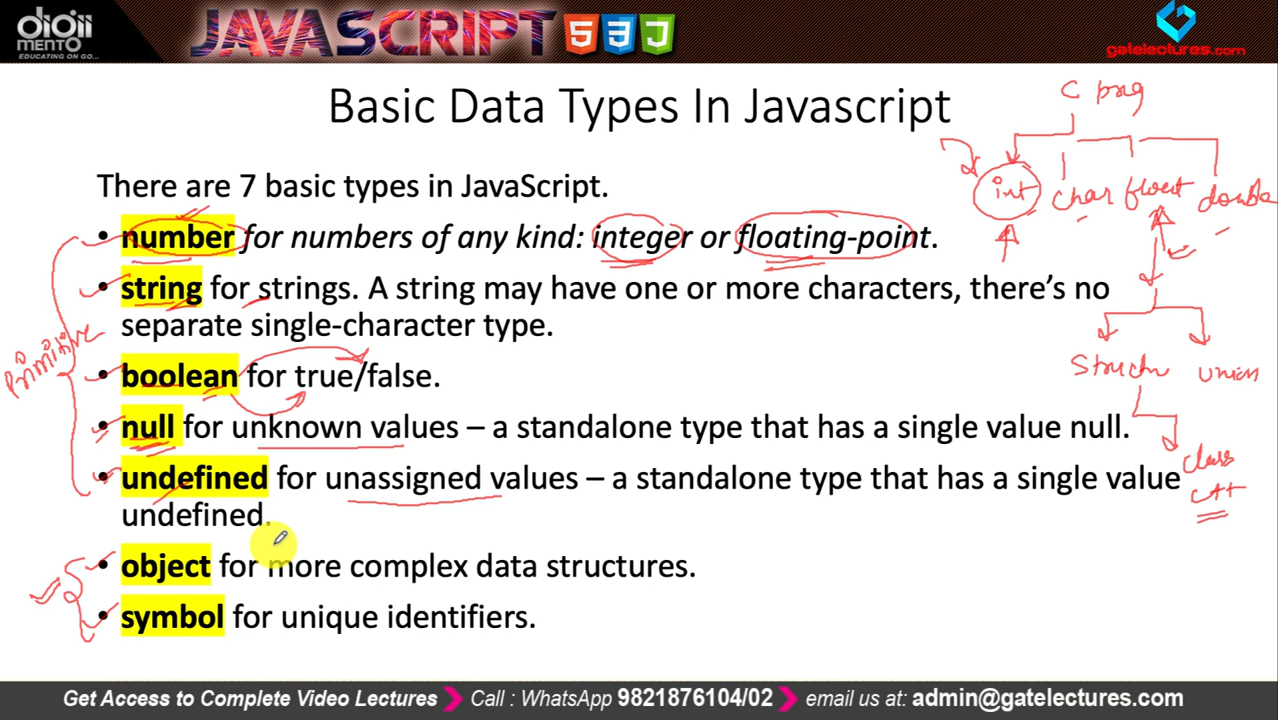 DIGII
MENTO
EDUCATING ON GO...
JAVASCRIPT 5 3 J
gatelectures.com
Basic Data Types In Javascript
C prog
int char float double
There are 7 basic types in JavaScript.
• number for numbers of any kind: integer or floating-point.
• string for strings. A string may have one or more characters, there's no
separate single-character type.
Primitive
• boolean for true/false.
Structr union
• null for unknown values – a standalone type that has a single value null.
class
C++
• undefined for unassigned values – a standalone type that has a single value
undefined.
• object for more complex data structures.
• symbol for unique identifiers.
Get Access to Complete Video Lectures Call : WhatsApp 9821876104/02 email us at: admin@gatelectures.com